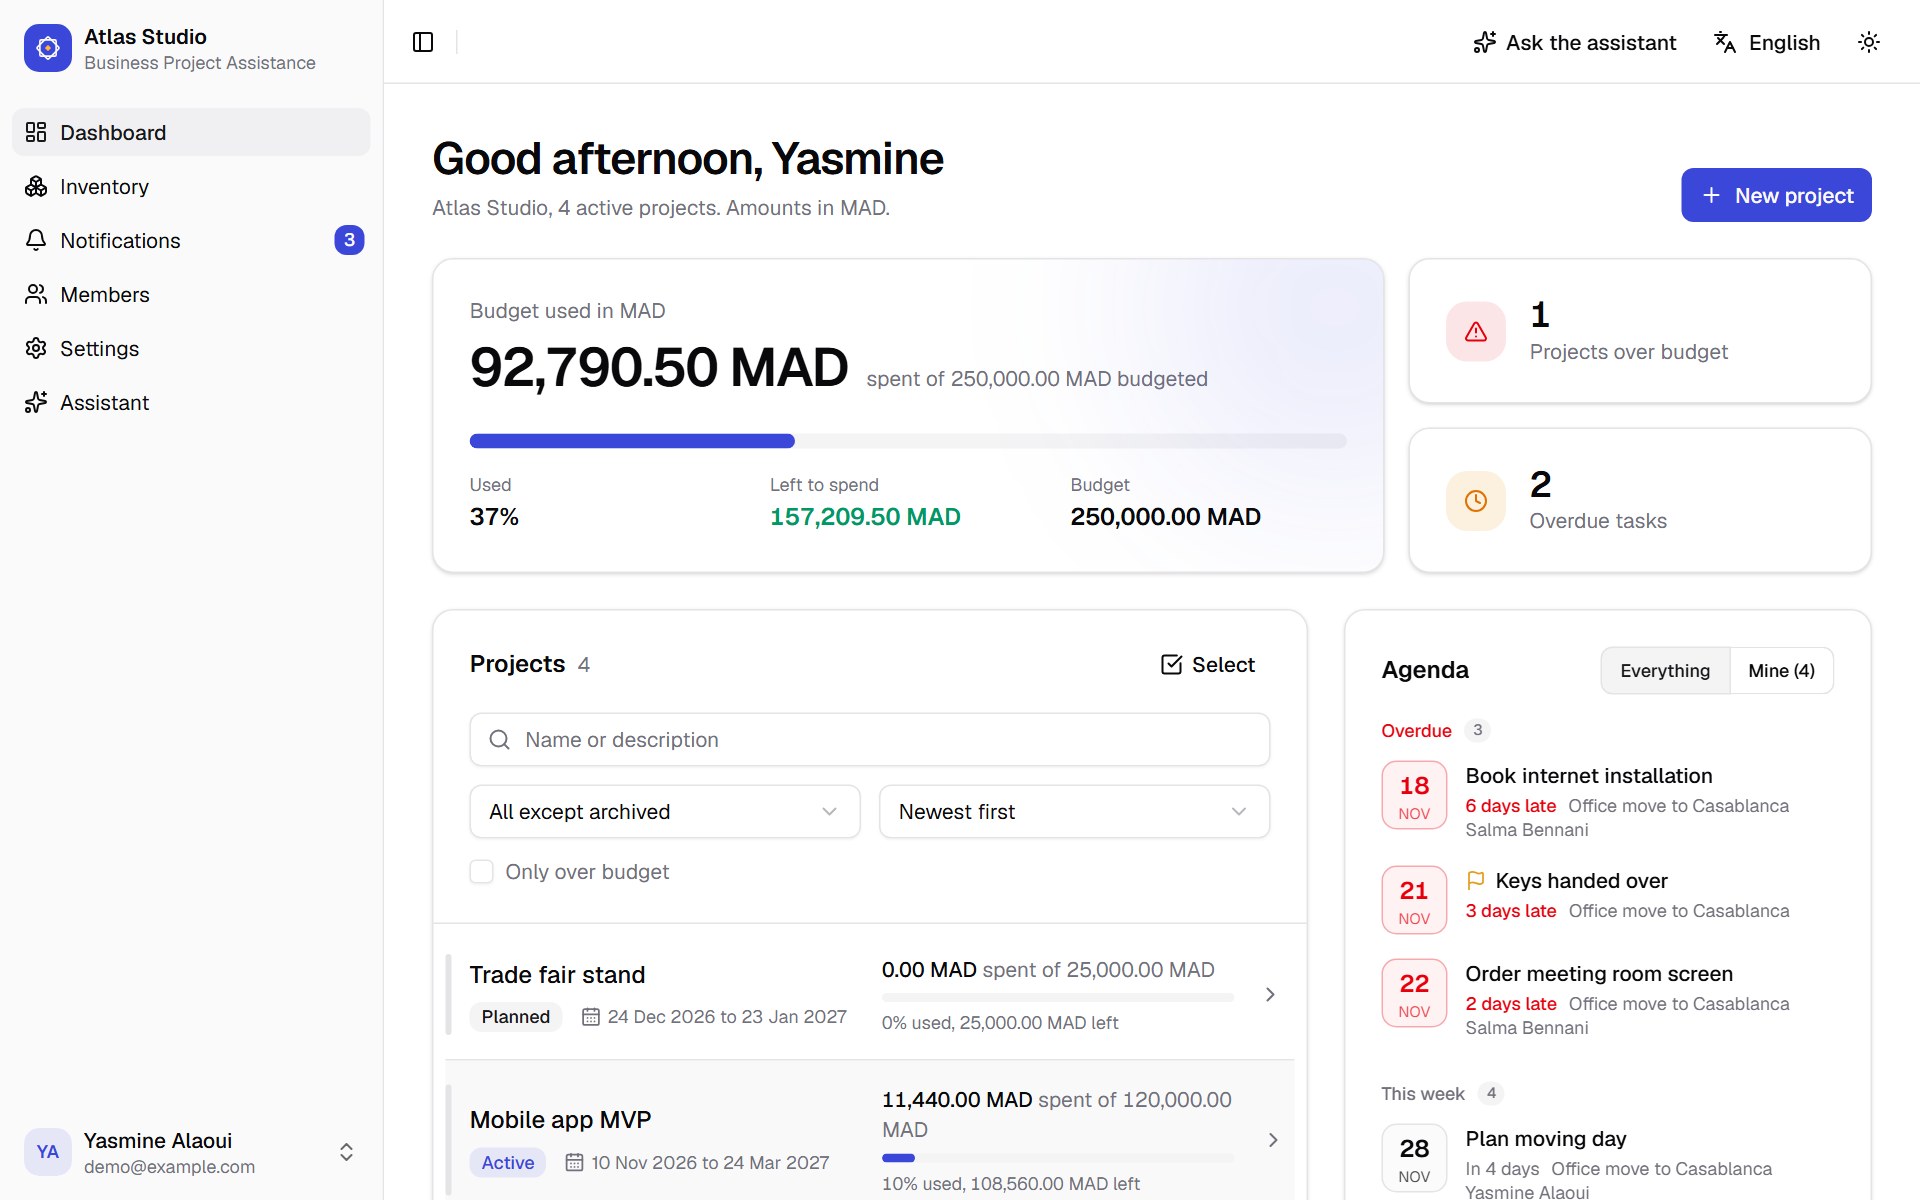 Atlas Studio
Business Project Assistance
Dashboard
Inventory
Notifications
3
Members
Settings
Assistant
Yasmine Alaoui
demo@example.com
YA
Ask the assistant
English
Good afternoon, Yasmine
Atlas Studio, 4 active projects. Amounts in MAD.
New project
Budget used in MAD
92,790.50 MAD spent of 250,000.00 MAD budgeted
Used
37%
Left to spend
157,209.50 MAD
Budget
250,000.00 MAD
1
Projects over budget
2
Overdue tasks
Projects 4
Select
Name or description
All except archived
Newest first
Only over budget
Trade fair stand
Planned
24 Dec 2026 to 23 Jan 2027
0.00 MAD spent of 25,000.00 MAD
0% used, 25,000.00 MAD left
Mobile app MVP
Active
10 Nov 2026 to 24 Mar 2027
11,440.00 MAD spent of 120,000.00
MAD
10% used, 108,560.00 MAD left
Agenda
Everything
Mine (4)
Overdue 3
18
NOV
Book internet installation
6 days late Office move to Casablanca
Salma Bennani
21
NOV
Keys handed over
3 days late Office move to Casablanca
22
NOV
Order meeting room screen
2 days late Office move to Casablanca
Salma Bennani
This week 4
28
NOV
Plan moving day
In 4 days Office move to Casablanca
Yasmine Alaoui